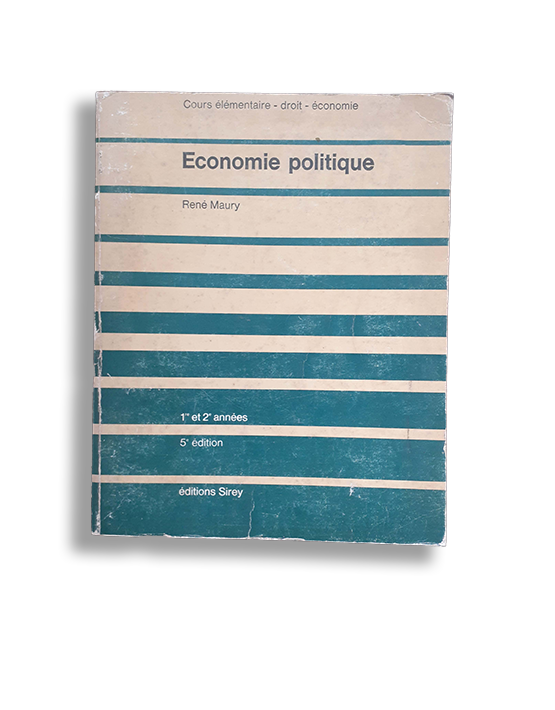 Cours élémentaire - droit - économie
Economie politique
René Maury
1re et 2e années
5e édition
éditions Sirey